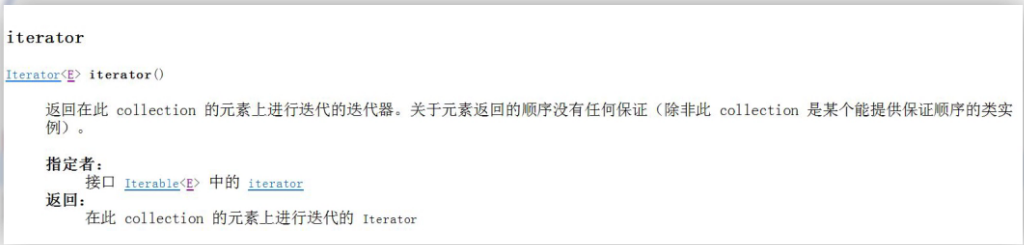 iterator
Iterator<E> iterator()
返回在此 collection 的元素上进行迭代的迭代器。关于元素返回的顺序没有任何保证（除非此 collection 是某个能提供保证顺序的类实
例）。
指定者：
接口 Iterable<E> 中的 iterator
返回：
在此 collection 的元素上进行迭代的 Iterator